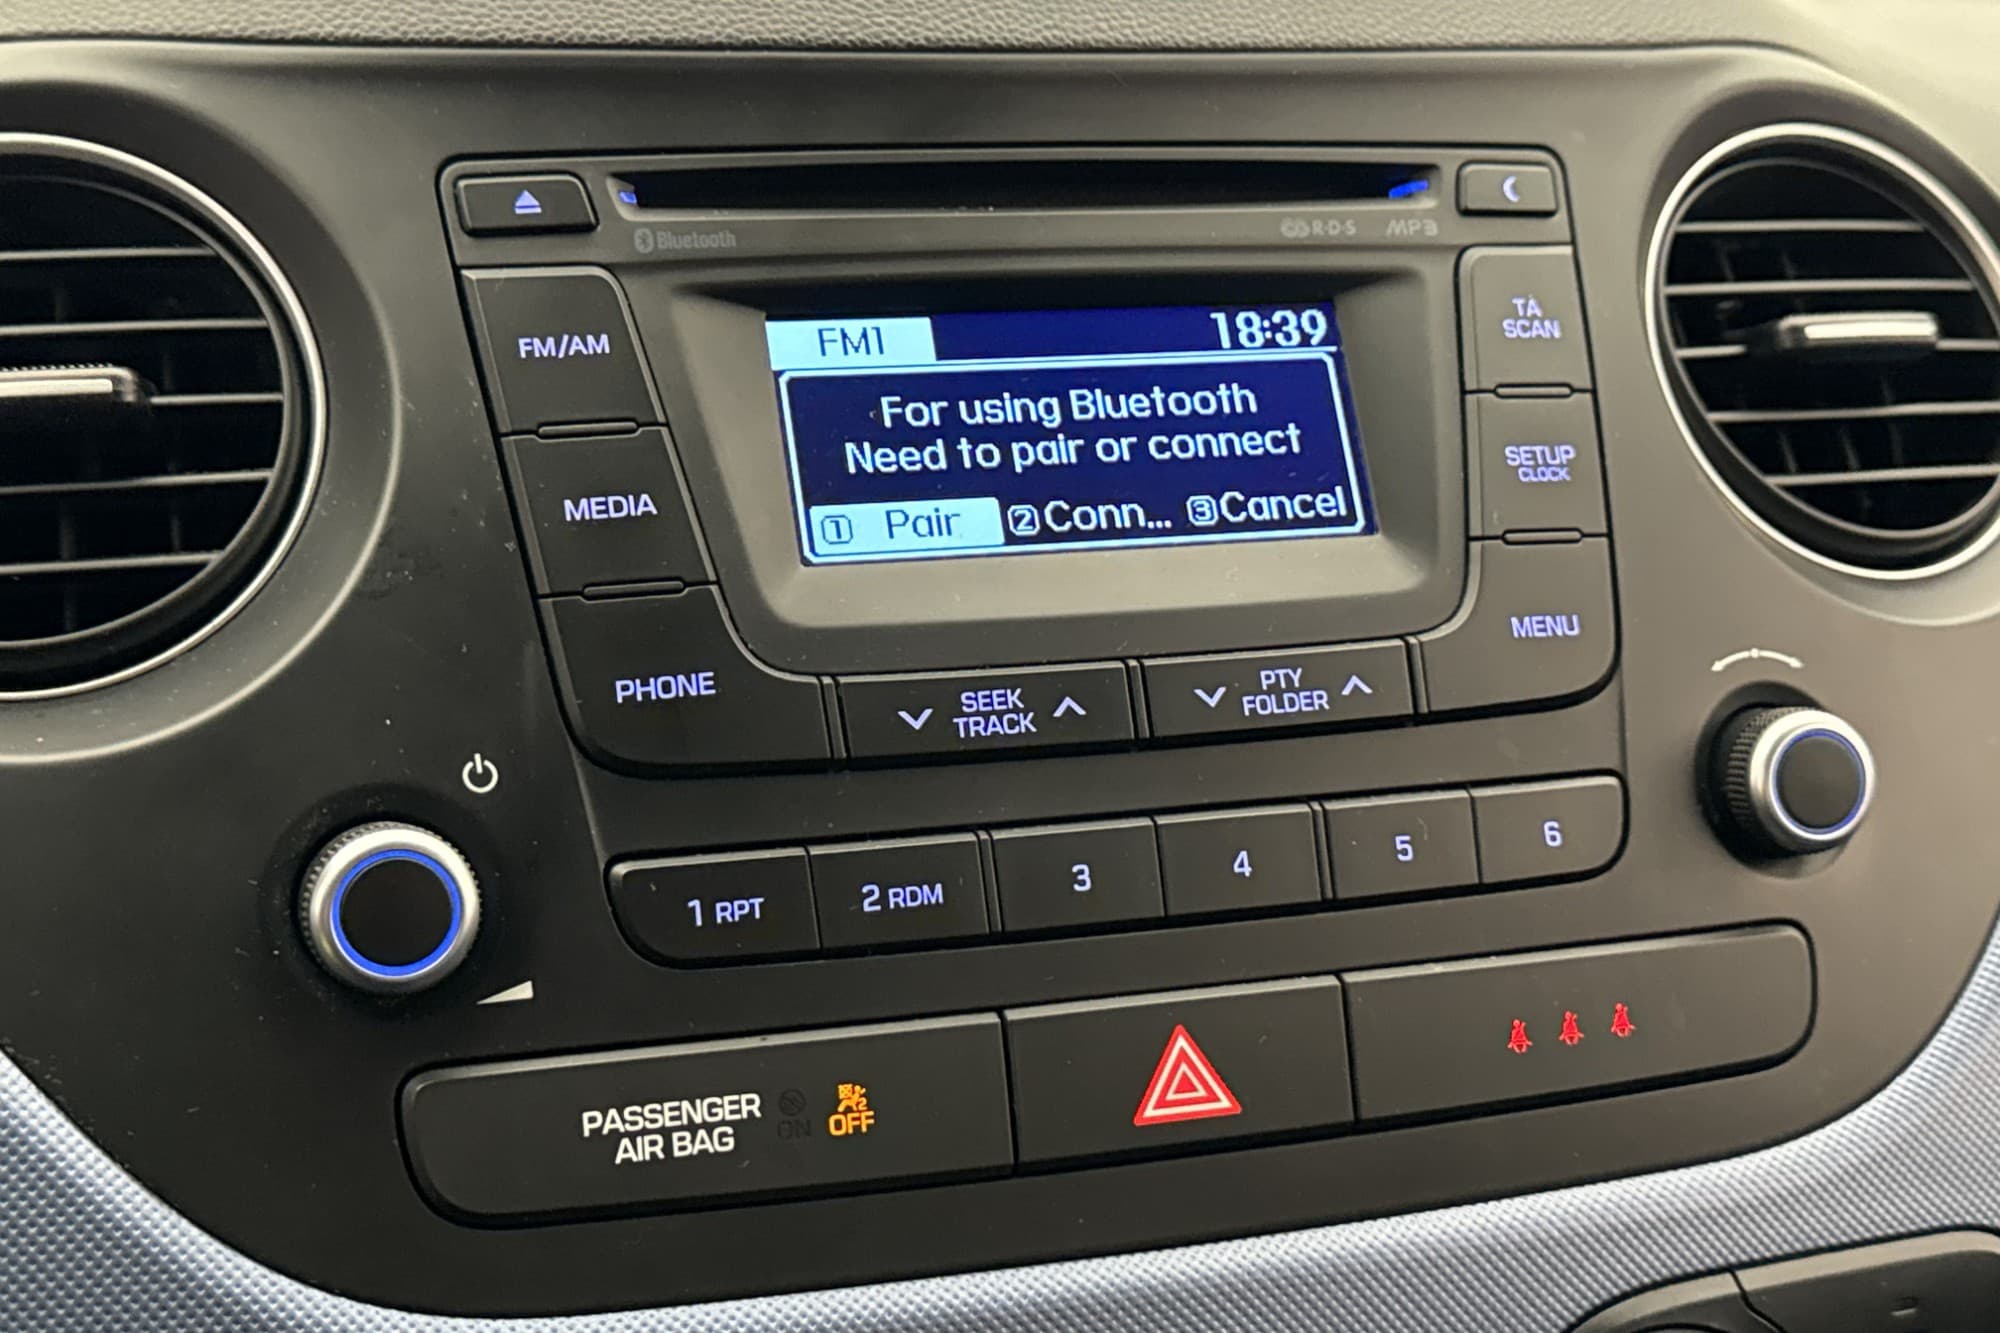 Bluetooth
R·D·S MP3
FM/AM
MEDIA
PHONE
FM1 18:39
For using Bluetooth
Need to pair or connect
1 Pair 2 Conn... 3 Cancel
TA
SCAN
SETUP
CLOCK
MENU
SEEK
TRACK
PTY
FOLDER
1 RPT 2 RDM 3 4 5 6
PASSENGER
AIR BAG
ON
2
OFF